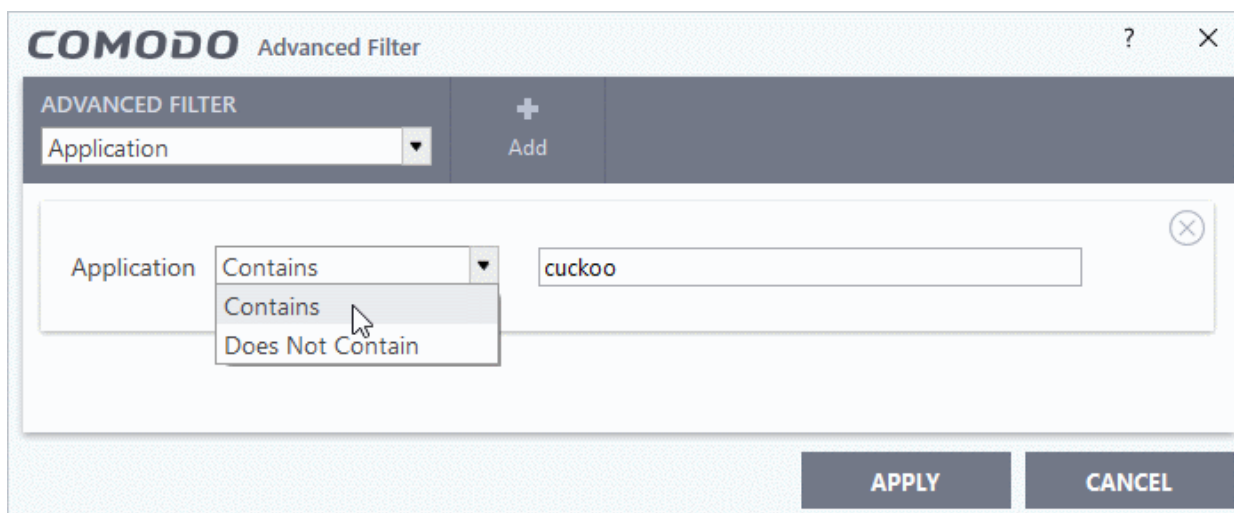 COMODO Advanced Filter ?
ADVANCED FILTER
Application
Add
Application Contains cuckoo
Contains
Does Not Contain
APPLY CANCEL